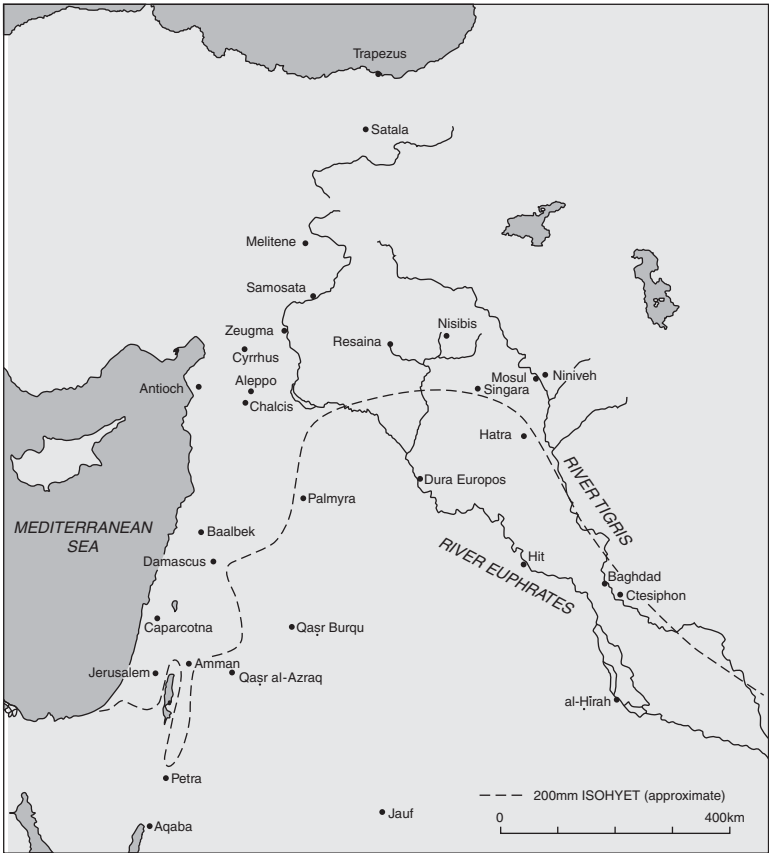 Trapezus
Satala
Melitene
Samosata
Zeugma
Cyrrhus
Resaina
Nisibis
Mosul
Niniveh
Singara
Antioch
Aleppo
Chalcis
Hatra
RIVER TIGRIS
Dura Europos
Palmyra
MEDITERRANEAN
SEA
Baalbek
Damascus
Hit
RIVER EUPHRATES
Baghdad
Ctesiphon
Caparcotna
Qaṣr Burqu
Jerusalem
Amman
Qaṣr al-Azraq
al-Ḥīrah
Petra
Jauf
Aqaba
200mm ISOHYET (approximate)
0 400km